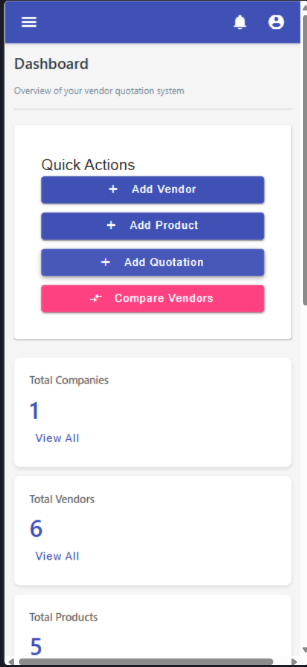 Dashboard
Overview of your vendor quotation system
Quick Actions
Add Vendor
Add Product
Add Quotation
Compare Vendors
Total Companies
1
View All
Total Vendors
6
View All
Total Products
5